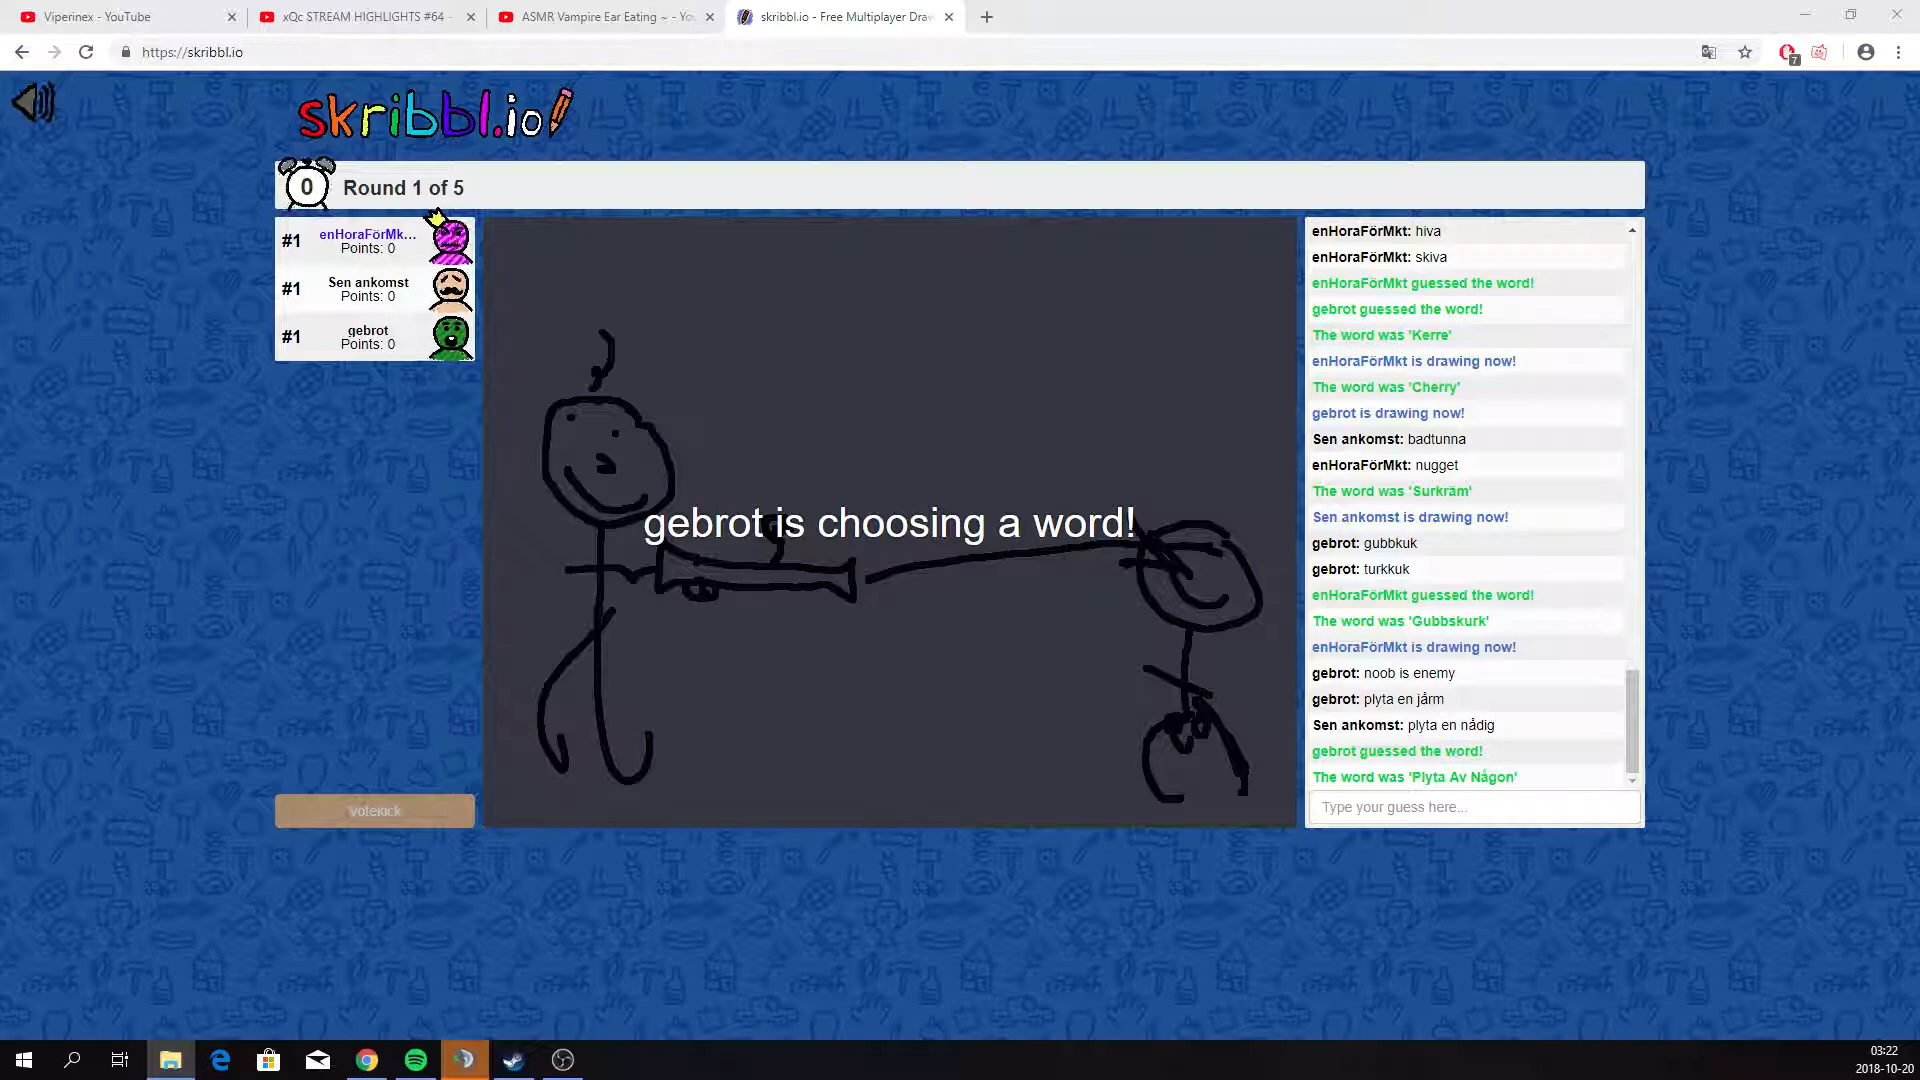 Viperinex - YouTube
xQc STREAM HIGHLIGHTS #64 -
ASMR Vampire Ear Eating ~ - Yo
skribbl.io - Free Multiplayer Draw
https://skribbl.io
7
skribbl.io
0
Round 1 of 5
#1
enHoraFörMk...
Points: 0
#1
Sen ankomst
Points: 0
#1
gebrot
Points: 0
Votekick
gebrot is choosing a word!
enHoraFörMkt: hiva
enHoraFörMkt: skiva
enHoraFörMkt guessed the word!
gebrot guessed the word!
The word was 'Kerre'
enHoraFörMkt is drawing now!
The word was 'Cherry'
gebrot is drawing now!
Sen ankomst: badtunna
enHoraFörMkt: nugget
The word was 'Surkräm'
Sen ankomst is drawing now!
gebrot: gubbkuk
gebrot: turkkuk
enHoraFörMkt guessed the word!
The word was 'Gubbskurk'
enHoraFörMkt is drawing now!
gebrot: noob is enemy
gebrot: plyta en jårm
Sen ankomst: plyta en nådig
gebrot guessed the word!
The word was 'Plyta Av Någon'
Type your guess here...
03:22
2018-10-20